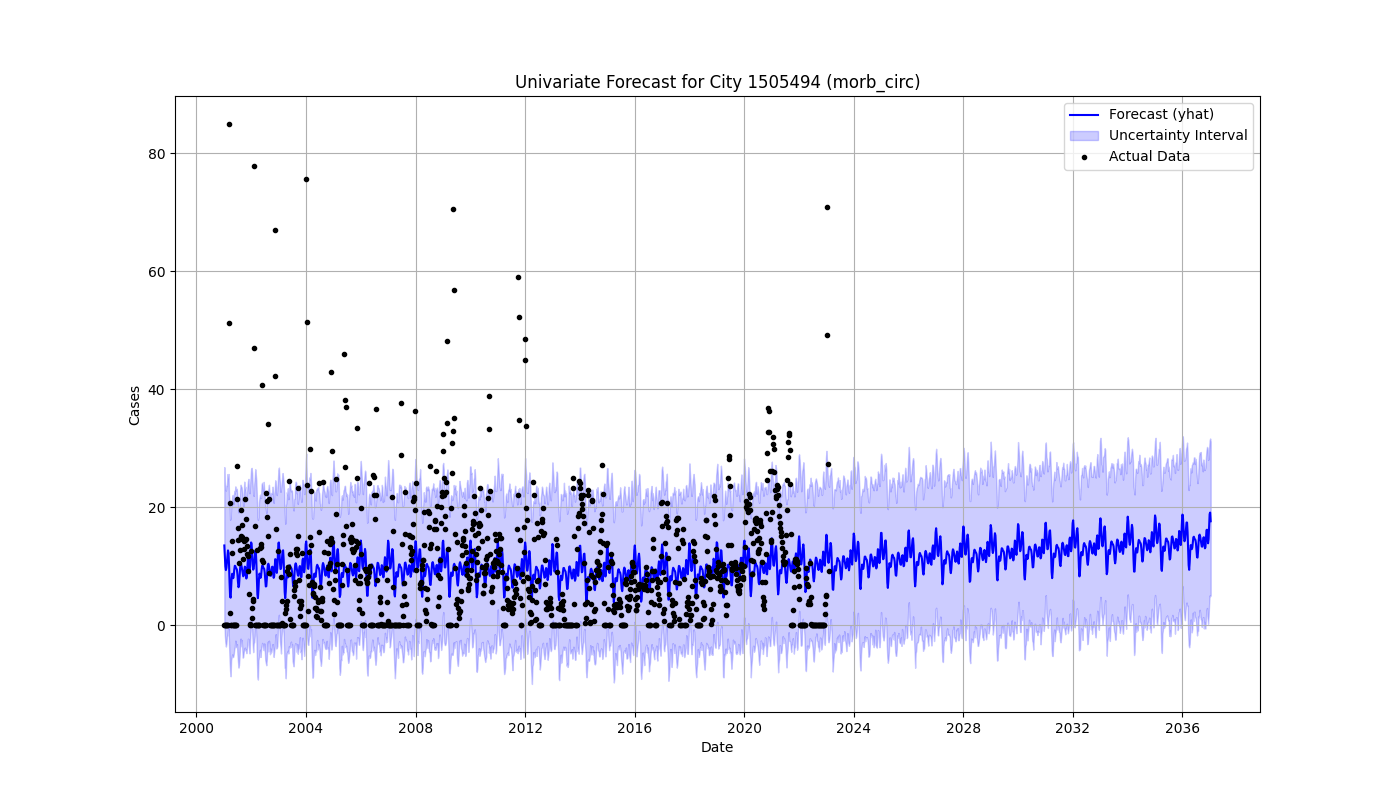 Univariate Forecast for City 1505494 (morb_circ)
Forecast (yhat)
Uncertainty Interval
Actual Data
80
60
40
20
0
Cases
2000 2004 2008 2012 2016 2020 2024 2028 2032 2036
Date